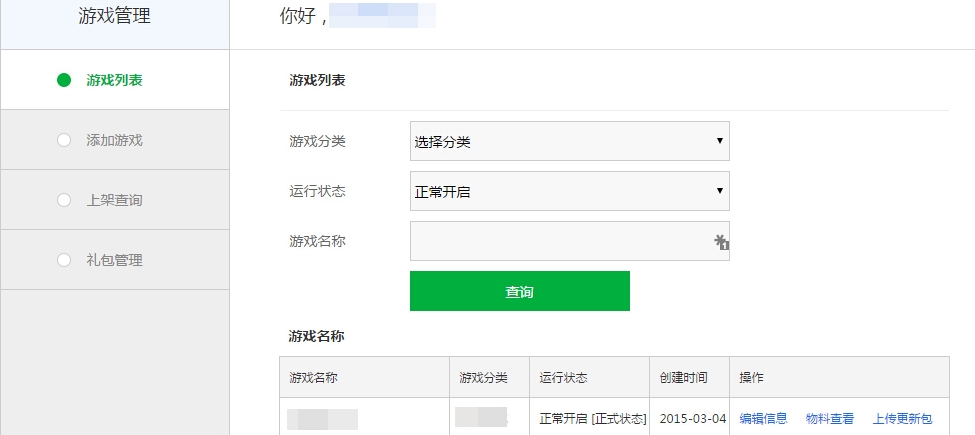 游戏管理
你好，
游戏列表
添加游戏
上架查询
礼包管理
游戏列表
游戏分类 选择分类
运行状态 正常开启
游戏名称
查询
游戏名称
游戏名称 游戏分类 运行状态 创建时间 操作
正常开启 [正式状态] 2015-03-04 编辑信息 物料查看 上传更新包